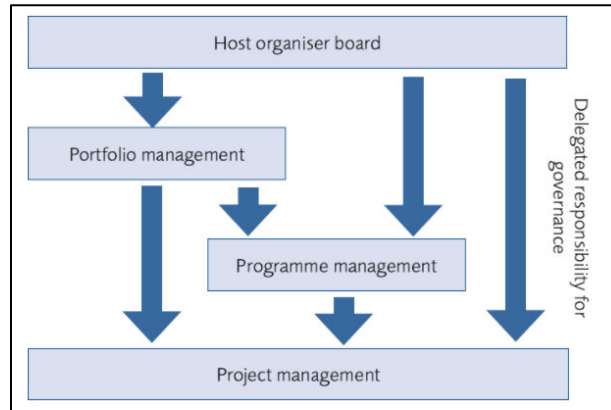 Host organiser board
Portfolio management
Programme management
Project management
Delegated responsibility for
governance